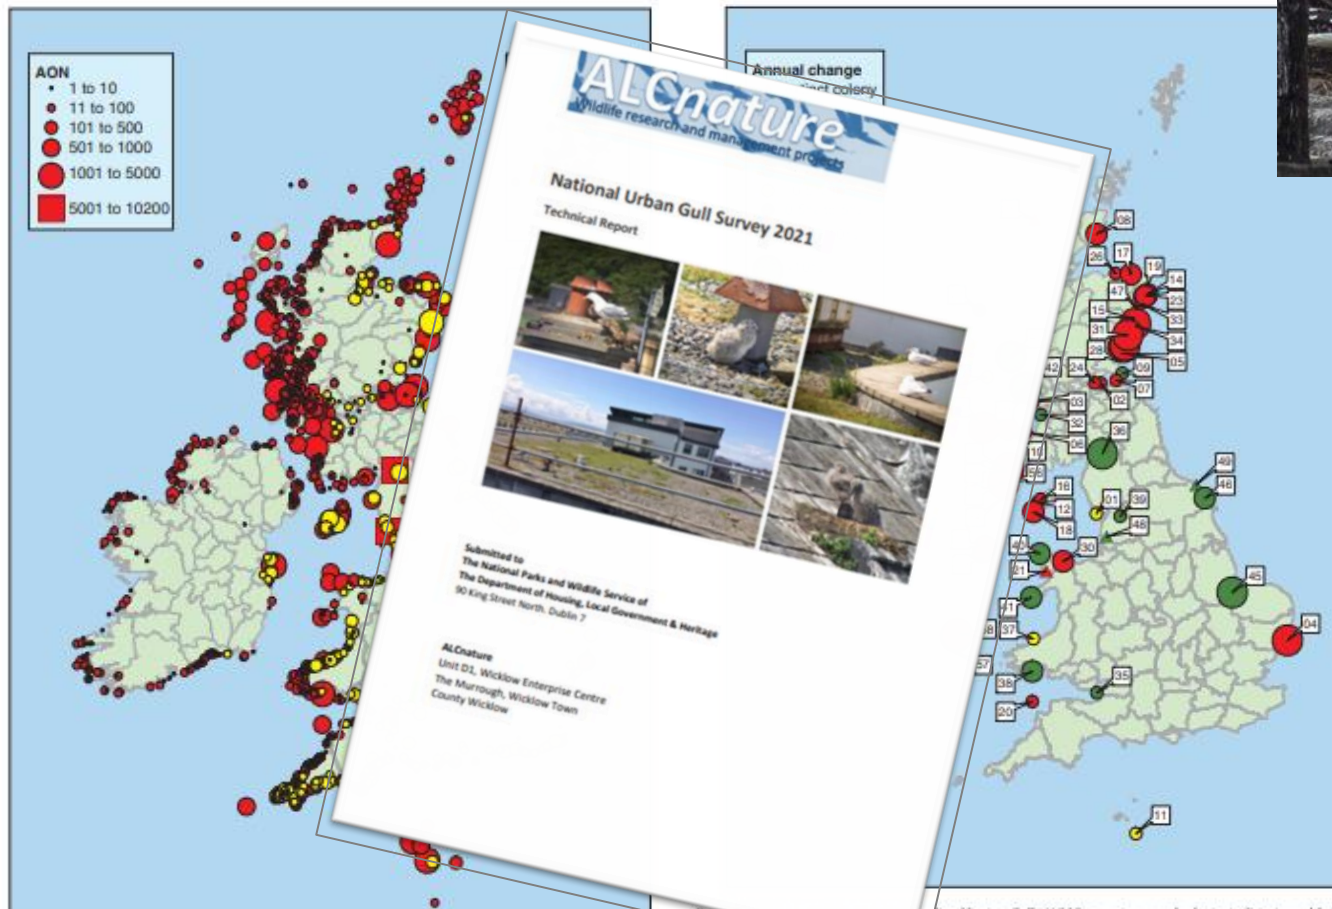 AON
1 to 10
11 to 100
101 to 500
501 to 1000
1001 to 5000
5001 to 10200
ALCnature
Wildlife research and management projects
National Urban Gull Survey 2021
Technical Report
Submitted to
The National Parks and Wildlife Service of
The Department of Housing, Local Government & Heritage
90 King Street North. Dublin 7
ALCnature
Unit D1, Wicklow Enterprise Centre
The Murrough, Wicklow Town
County Wicklow
Annual change
colony
08
17
26
19
14
47
23
15
33
31
34
28
05
42
24
09
07
03
02
32
36
06
49
46
16
01
39
12
18
48
30
21
45
41
37
04
57
38
35
20
11